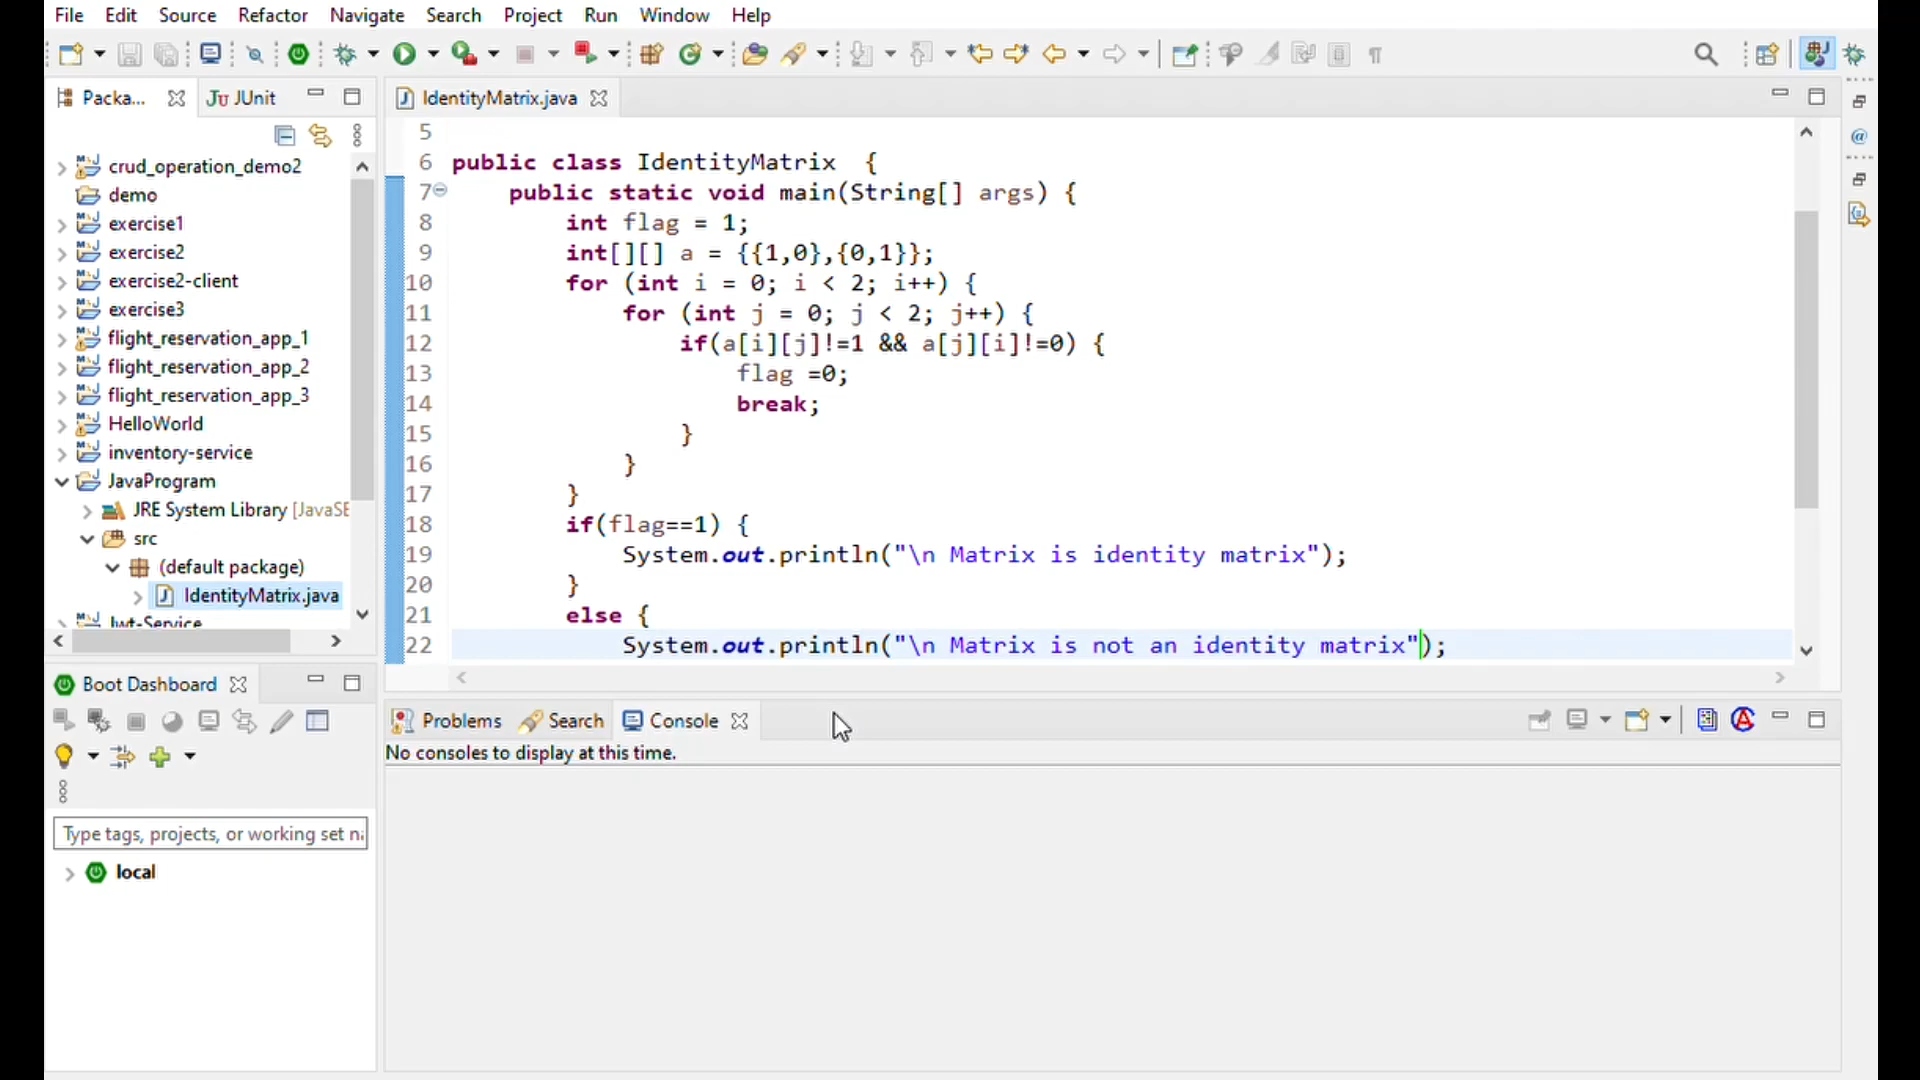 File Edit Source Refactor Navigate Search Project Run Window Help
Packa...
JUnit
IdentityMatrix.java
crud_operation_demo2
demo
exercise1
exercise2
exercise2-client
exercise3
flight_reservation_app_1
flight_reservation_app_2
flight_reservation_app_3
HelloWorld
inventory-service
JavaProgram
JRE System Library [JavaSE
src
(default package)
IdentityMatrix.java
lwt-Service
5
6 public class IdentityMatrix {
7 public static void main(String[] args) {
8 int flag = 1;
9 int[][] a = {{1,0},{0,1}};
10 for (int i = 0; i < 2; i++) {
11 for (int j = 0; j < 2; j++) {
12 if(a[i][j]!=1 && a[j][i]!=0) {
13 flag =0;
14 break;
15 }
16 }
17 }
18 if(flag==1) {
19 System.out.println("\n Matrix is identity matrix");
20 }
21 else {
22 System.out.println("\n Matrix is not an identity matrix");
Boot Dashboard
Type tags, projects, or working set na
local
Problems Search Console
No consoles to display at this time.